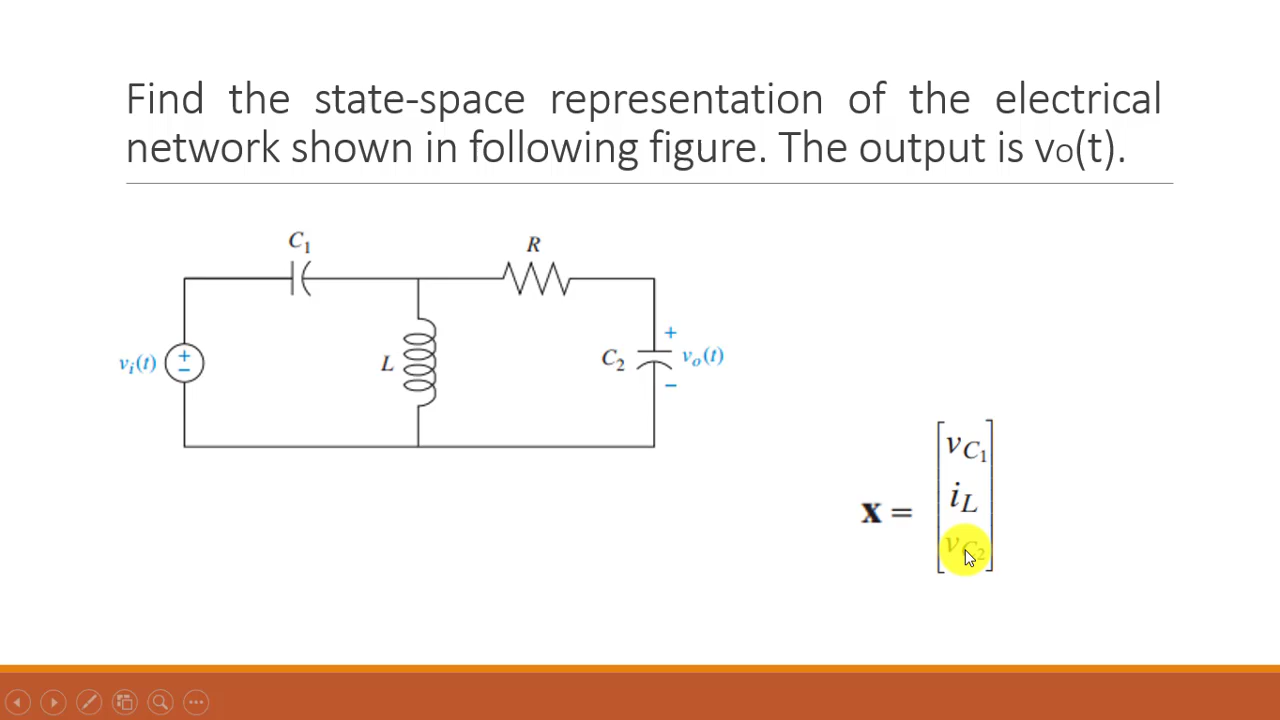 Find the state-space representation of the electrical
network shown in following figure. The output is vo(t).
C₁
R
vᵢ(t)
+
−
L
C₂
+
vₒ(t)
−
x =
v_C₁
i_L
v_C₂